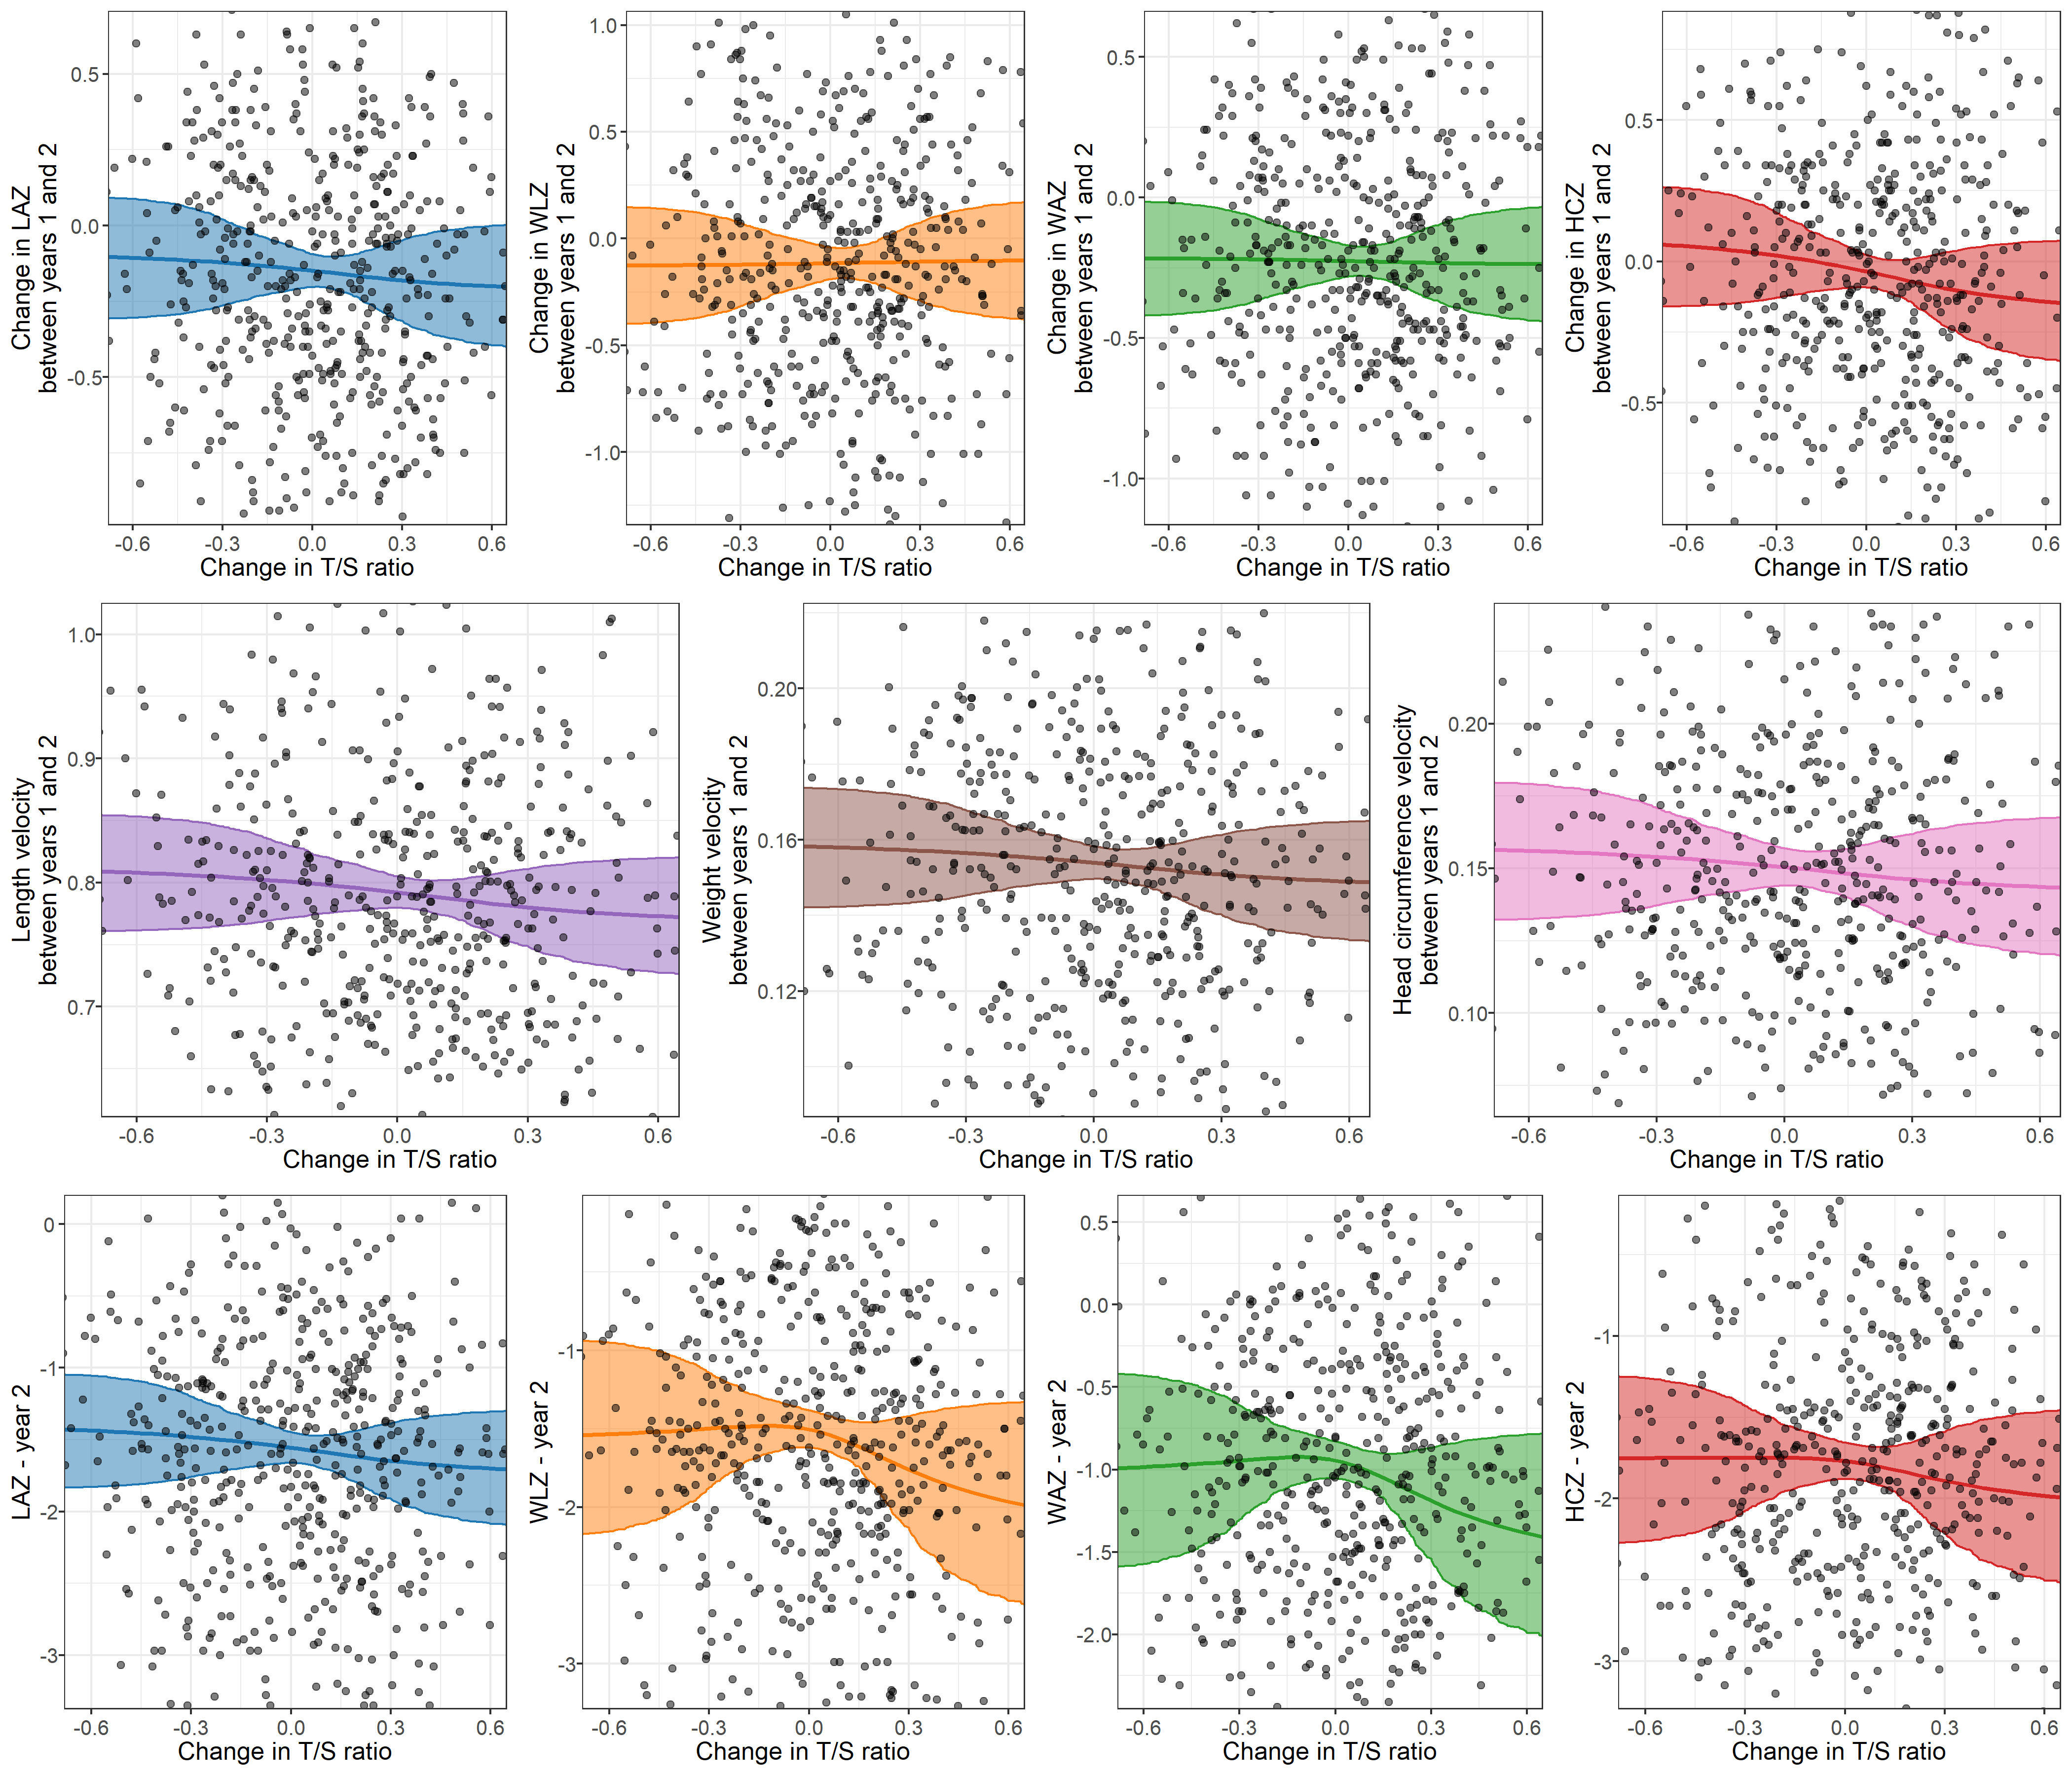 Change in LAZ
between years 1 and 2
0.5
0.0
-0.5
-0.6 -0.3 0.0 0.3 0.6
Change in T/S ratio
Change in WLZ
between years 1 and 2
1.0
0.5
0.0
-0.5
-1.0
-0.6 -0.3 0.0 0.3 0.6
Change in T/S ratio
Change in WAZ
between years 1 and 2
0.5
0.0
-0.5
-1.0
-0.6 -0.3 0.0 0.3 0.6
Change in T/S ratio
Change in HCZ
between years 1 and 2
0.5
0.0
-0.5
-0.6 -0.3 0.0 0.3 0.6
Change in T/S ratio
Length velocity
between years 1 and 2
1.0
0.9
0.8
0.7
-0.6 -0.3 0.0 0.3 0.6
Change in T/S ratio
Weight velocity
between years 1 and 2
0.20
0.16
0.12
-0.6 -0.3 0.0 0.3 0.6
Change in T/S ratio
Head circumference velocity
between years 1 and 2
0.20
0.15
0.10
-0.6 -0.3 0.0 0.3 0.6
Change in T/S ratio
LAZ - year 2
0
-1
-2
-3
-0.6 -0.3 0.0 0.3 0.6
Change in T/S ratio
WLZ - year 2
-1
-2
-3
-0.6 -0.3 0.0 0.3 0.6
Change in T/S ratio
WAZ - year 2
0.5
0.0
-0.5
-1.0
-1.5
-2.0
-0.6 -0.3 0.0 0.3 0.6
Change in T/S ratio
HCZ - year 2
-1
-2
-3
-0.6 -0.3 0.0 0.3 0.6
Change in T/S ratio